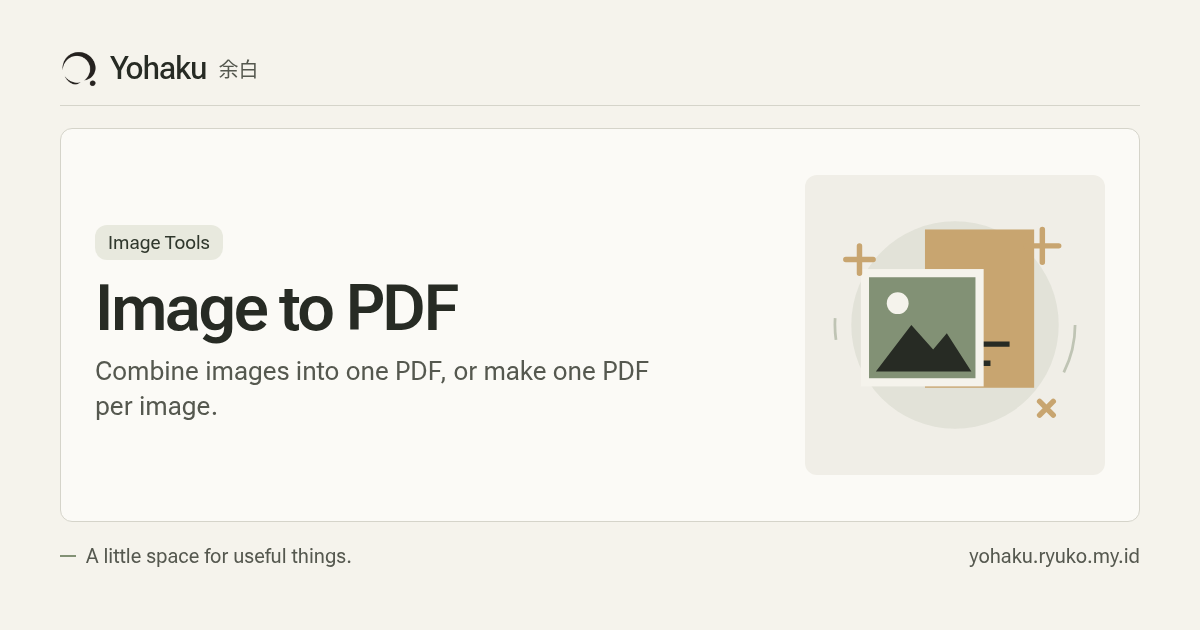 Yohaku 余白
Image Tools
Image to PDF
Combine images into one PDF, or make one PDF
per image.
— A little space for useful things.
yohaku.ryuko.my.id